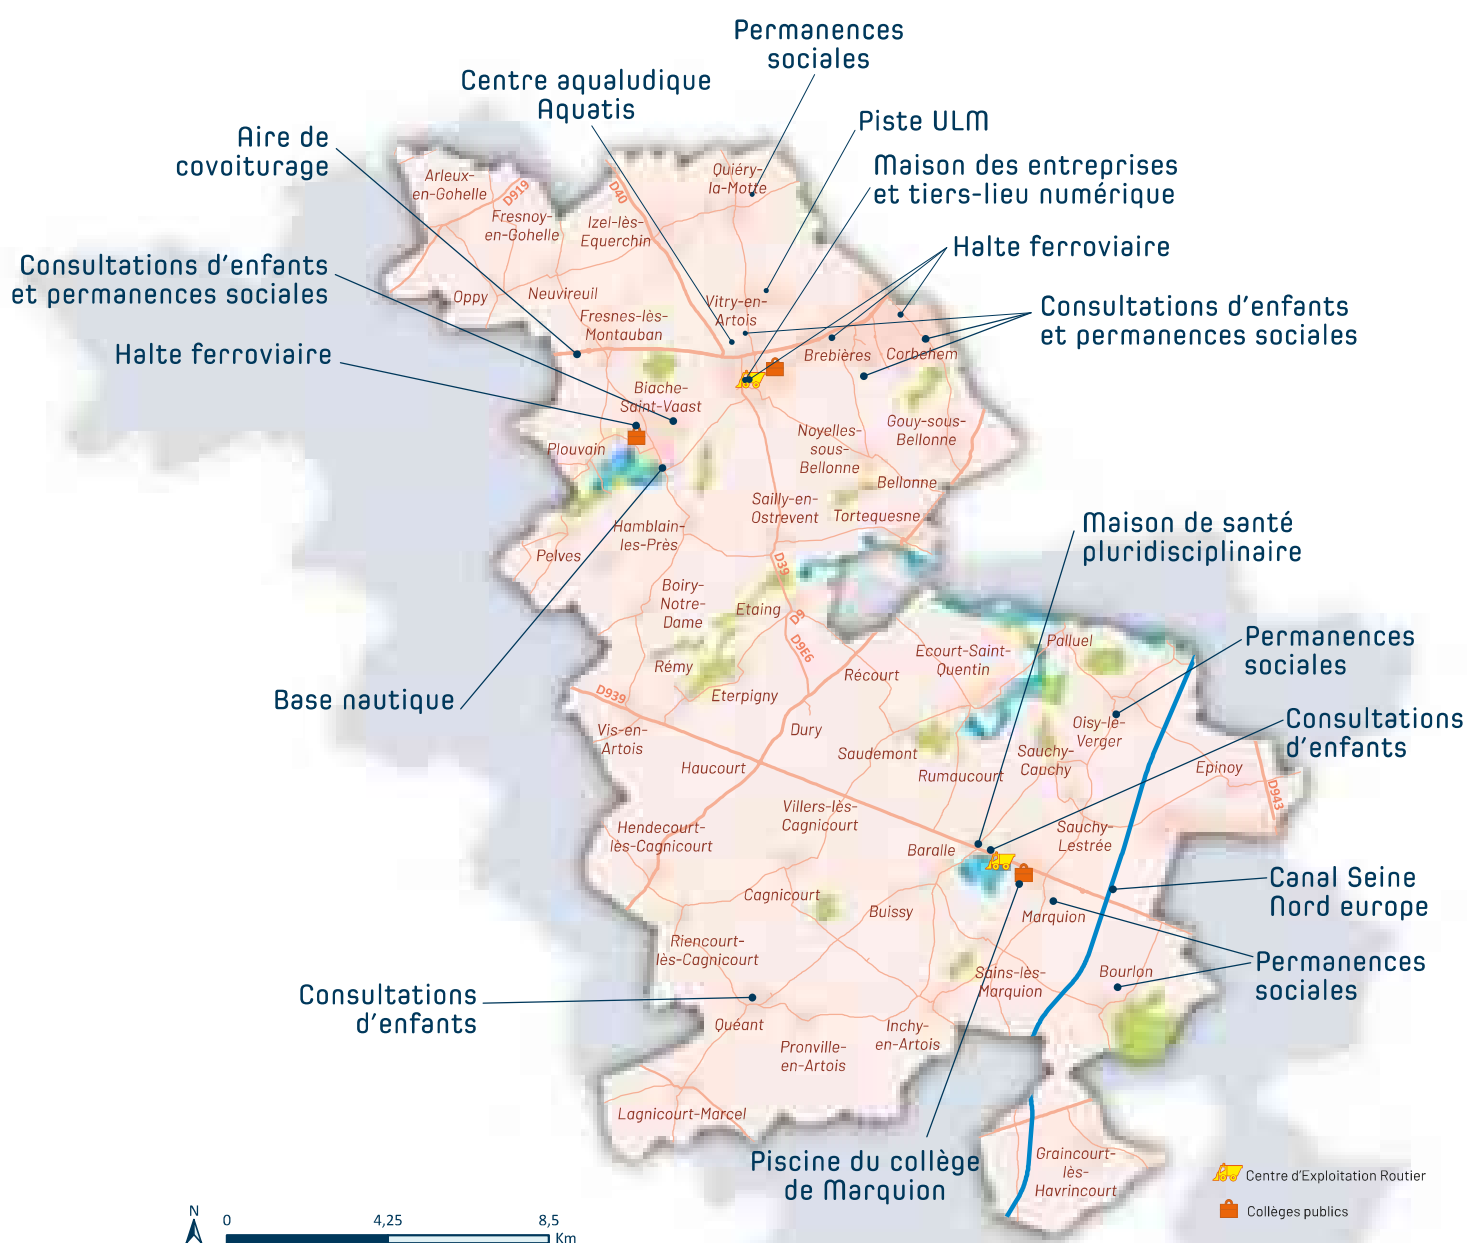 Permanences
sociales
Centre aqualudique
Aquatis
Piste ULM
Aire de
covoiturage
Maison des entreprises
et tiers-lieu numérique
Halte ferroviaire
Consultations d'enfants
et permanences sociales
Consultations d'enfants
et permanences sociales
Halte ferroviaire
Arleux-
en-Gohelle
D919
D40
Quiéry-
la-Motte
Fresnoy-
en-Gohelle
Izel-lès-
Equerchin
Oppy
Neuvireuil
Vitry-en-
Artois
Fresnes-lès-
Montauban
Brebières
Corbehem
Biache-
Saint-Vaast
Gouy-sous-
Bellonne
Noyelles-
sous-
Bellonne
Plouvain
Bellonne
Sailly-en-
Ostrevent
Tortequesne
Hamblain-
les-Près
Pelves
D39
Maison de santé
pluridisciplinaire
Boiry-
Notre-
Dame
Etaing
D9
D9E6
Palluel
Ecourt-Saint-
Quentin
Permanences
sociales
Rémy
Récourt
Eterpigny
D939
Base nautique
Vis-en-
Artois
Dury
Oisy-le-
Verger
Consultations
d'enfants
Saudemont
Sauchy-
Cauchy
Haucourt
Rumaucourt
Epinoy
D943
Villers-lès-
Cagnicourt
Hendecourt-
lès-Cagnicourt
Sauchy-
Lestrée
Baralle
Canal Seine
Nord europe
Cagnicourt
Buissy
Marquion
Riencourt-
lès-Cagnicourt
Sains-lès-
Marquion
Bourlon
Permanences
sociales
Consultations
d'enfants
Quéant
Inchy-
en-Artois
Pronville-
en-Artois
Lagnicourt-Marcel
Piscine du collège
de Marquion
Graincourt-
lès-
Havrincourt
Centre d'Exploitation Routier
Collèges publics
N
0 4,25 8,5
Km